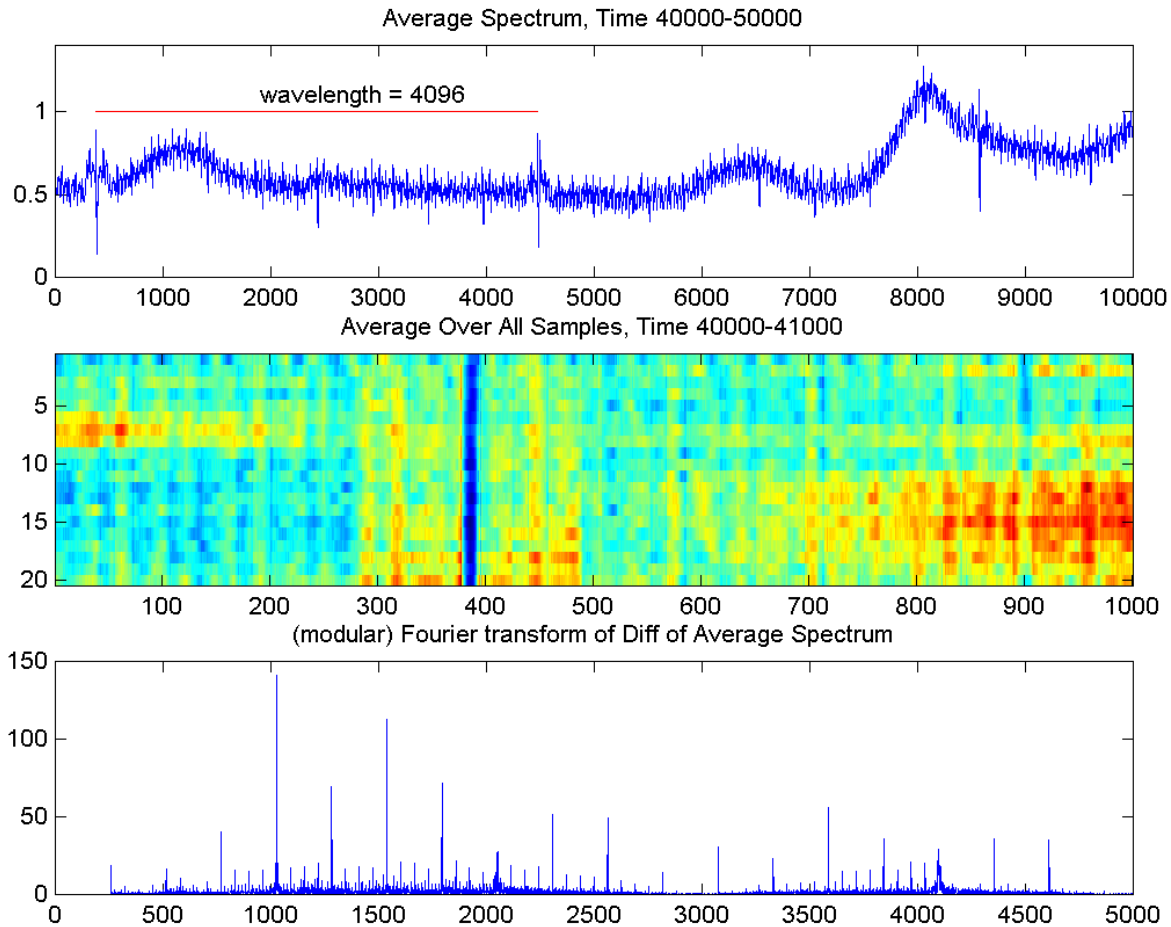 Average Spectrum, Time 40000-50000
wavelength = 4096
1
0.5
0
0 1000 2000 3000 4000 5000 6000 7000 8000 9000 10000
Average Over All Samples, Time 40000-41000
5
10
15
20
100 200 300 400 500 600 700 800 900 1000
(modular) Fourier transform of Diff of Average Spectrum
150
100
50
0
0 500 1000 1500 2000 2500 3000 3500 4000 4500 5000